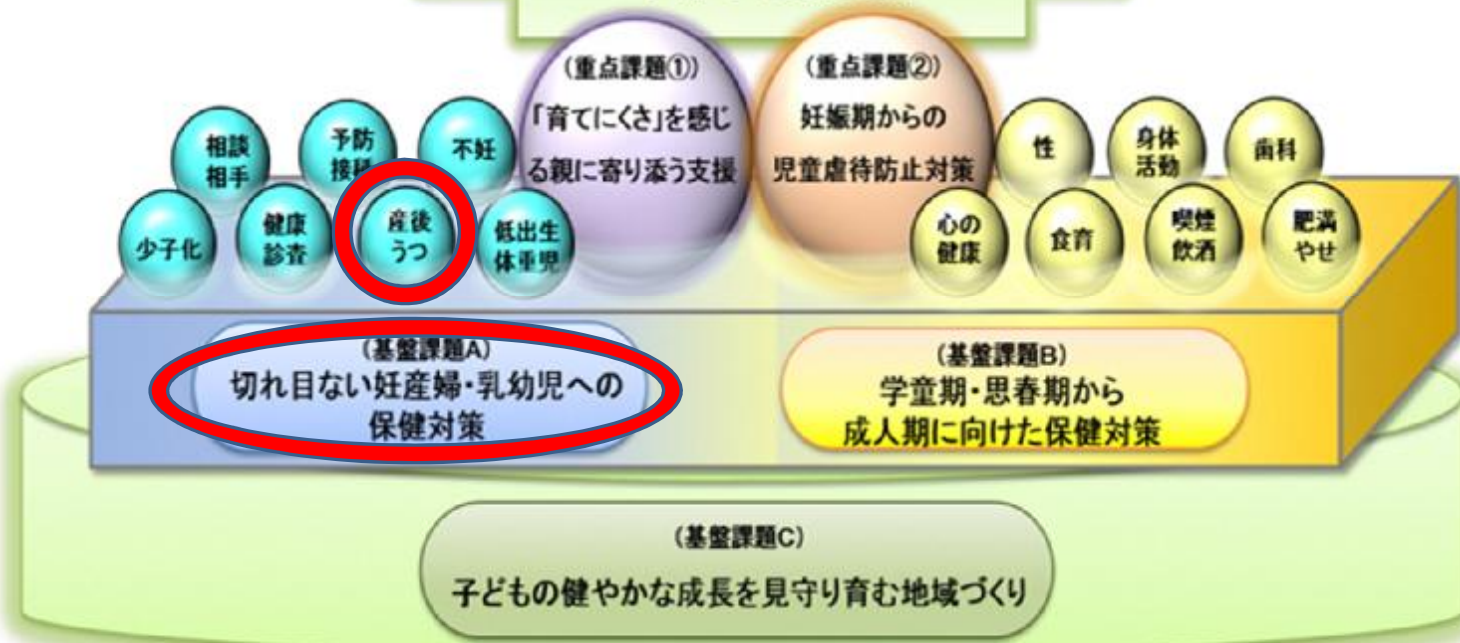 (重点課題①)
「育てにくさ」を感じ
る親に寄り添う支援
(重点課題②)
妊娠期からの
児童虐待防止対策
相談
相手
予防
接種
不妊
少子化
健康
診査
産後
うつ
低出生
体重児
性
身体
活動
歯科
心の
健康
食育
喫煙
飲酒
肥満
やせ
(基盤課題A)
切れ目ない妊産婦・乳幼児への
保健対策
(基盤課題B)
学童期・思春期から
成人期に向けた保健対策
(基盤課題C)
子どもの健やかな成長を見守り育む地域づくり